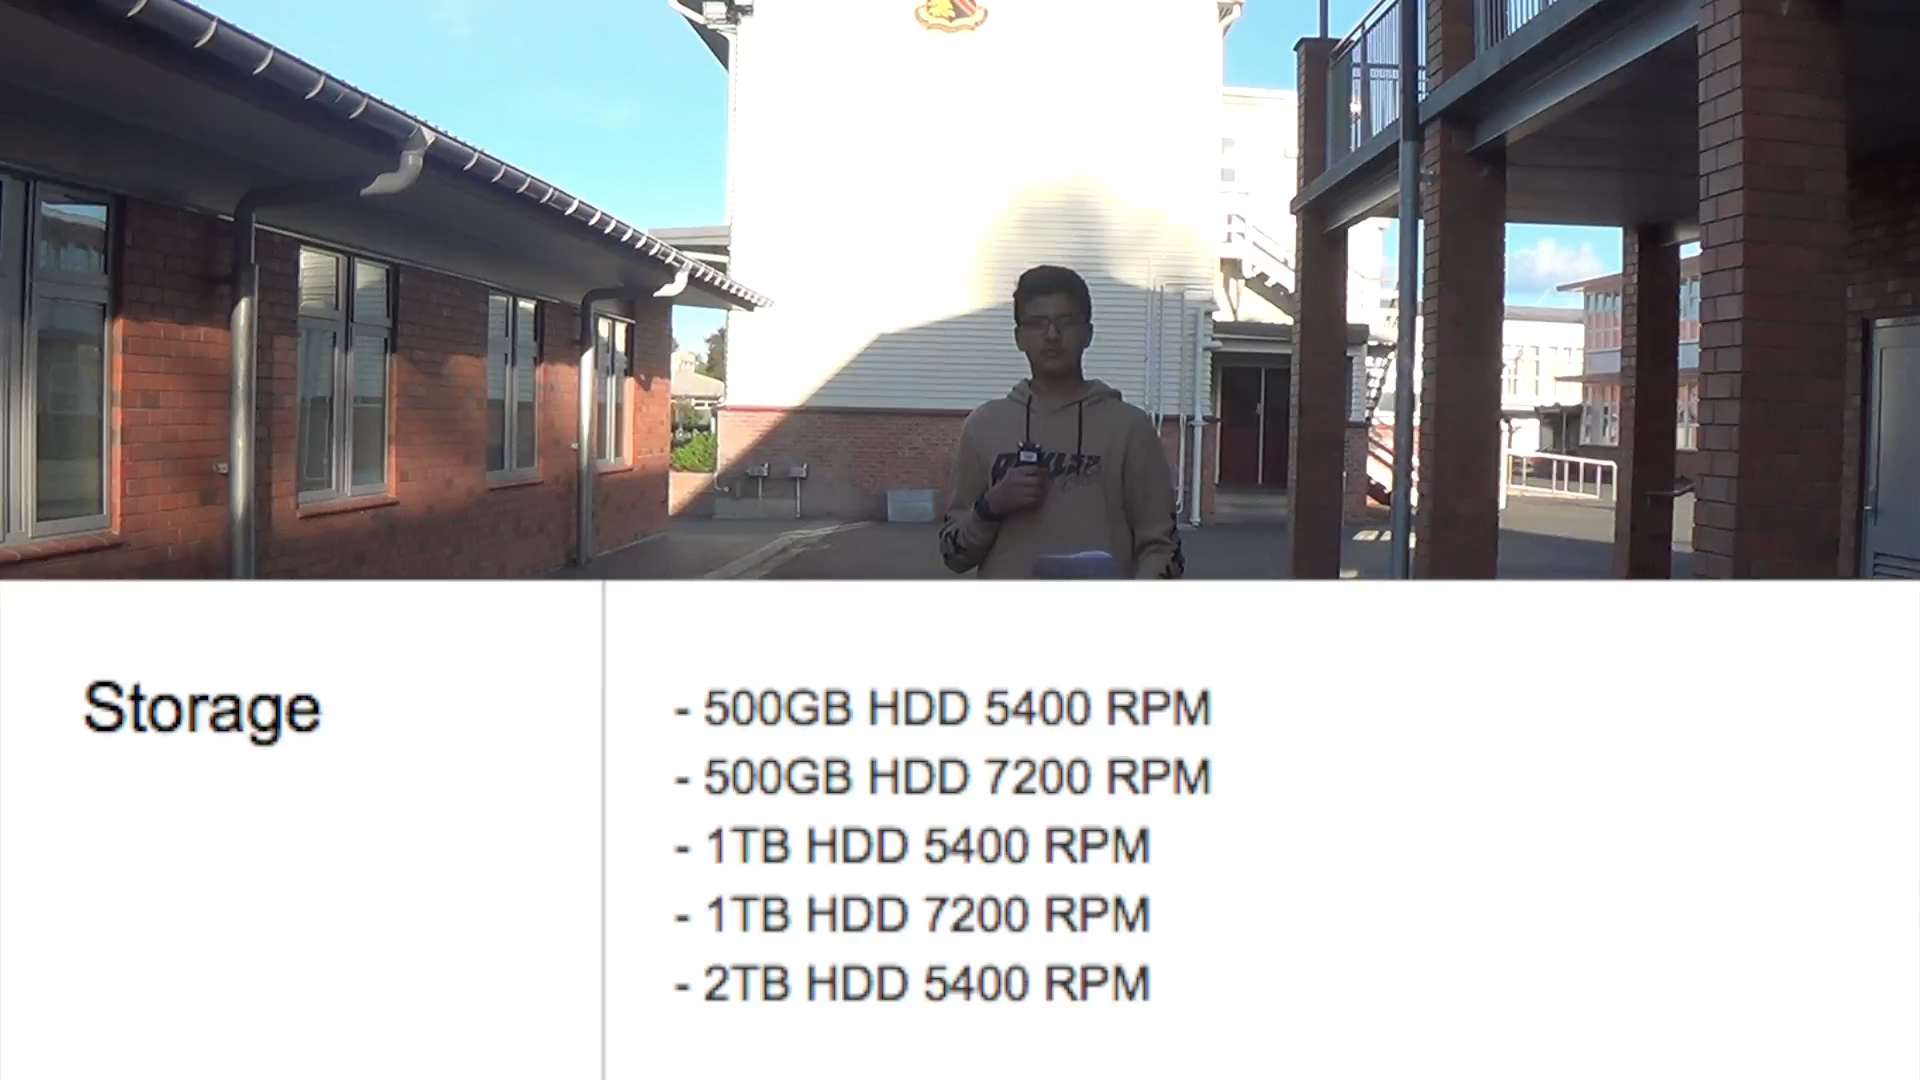 Storage
- 500GB HDD 5400 RPM
- 500GB HDD 7200 RPM
- 1TB HDD 5400 RPM
- 1TB HDD 7200 RPM
- 2TB HDD 5400 RPM